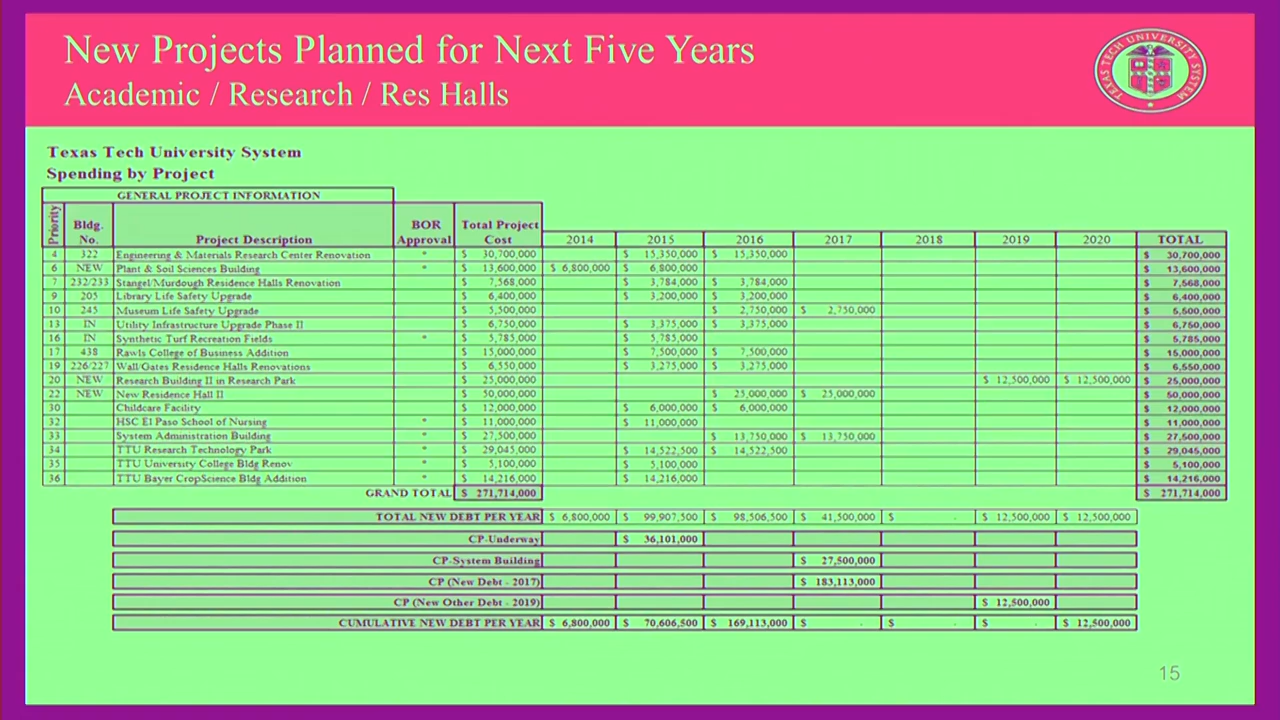 New Projects Planned for Next Five Years
Academic / Research / Res Halls
TEXAS TECH UNIVERSITY SYSTEM
Texas Tech University System
Spending by Project
GENERAL PROJECT INFORMATION
Priority Bldg. No. Project Description BOR Approval Total Project Cost 2014 2015 2016 2017 2018 2019 2020 TOTAL
4 322 Engineering & Materials Research Center Renovation * $ 30,700,000 $ 15,350,000 $ 15,350,000 $ 30,700,000
6 NEW Plant & Soil Sciences Building * $ 13,600,000 $ 6,800,000 $ 6,800,000 $ 13,600,000
7 232/233 Stangel/Murdough Residence Halls Renovation $ 7,568,000 $ 3,784,000 $ 3,784,000 $ 7,568,000
9 205 Library Life Safety Upgrade $ 6,400,000 $ 3,200,000 $ 3,200,000 $ 6,400,000
10 245 Museum Life Safety Upgrade $ 5,500,000 $ 2,750,000 $ 2,750,000 $ 5,500,000
13 IN Utility Infrastructure Upgrade Phase II $ 6,750,000 $ 3,375,000 $ 3,375,000 $ 6,750,000
16 IN Synthetic Turf Recreation Fields * $ 5,785,000 $ 5,785,000 $ 5,785,000
17 438 Rawls College of Business Addition $ 15,000,000 $ 7,500,000 $ 7,500,000 $ 15,000,000
19 226/227 Wall/Gates Residence Halls Renovations $ 6,550,000 $ 3,275,000 $ 3,275,000 $ 6,550,000
20 NEW Research Building II in Research Park $ 25,000,000 $ 12,500,000 $ 12,500,000 $ 25,000,000
22 NEW New Residence Hall II $ 50,000,000 $ 25,000,000 $ 25,000,000 $ 50,000,000
30 Childcare Facility $ 12,000,000 $ 6,000,000 $ 6,000,000 $ 12,000,000
32 HSC El Paso School of Nursing * $ 11,000,000 $ 11,000,000 $ 11,000,000
33 System Administration Building * $ 27,500,000 $ 13,750,000 $ 13,750,000 $ 27,500,000
34 TTU Research Technology Park * $ 29,045,000 $ 14,522,500 $ 14,522,500 $ 29,045,000
35 TTU University College Bldg Renov * $ 5,100,000 $ 5,100,000 $ 5,100,000
36 TTU Bayer CropScience Bldg Addition * $ 14,216,000 $ 14,216,000 $ 14,216,000
GRAND TOTAL $ 271,714,000 $ 271,714,000
TOTAL NEW DEBT PER YEAR $ 6,800,000 $ 99,907,500 $ 98,506,500 $ 41,500,000 $ - $ 12,500,000 $ 12,500,000
CP-Underway $ 36,101,000
CP-System Building $ 27,500,000
CP (New Debt - 2017) $ 183,113,000
CP (New Other Debt - 2019) $ 12,500,000
CUMULATIVE NEW DEBT PER YEAR $ 6,800,000 $ 70,606,500 $ 169,113,000 $ - $ - $ - $ 12,500,000
15